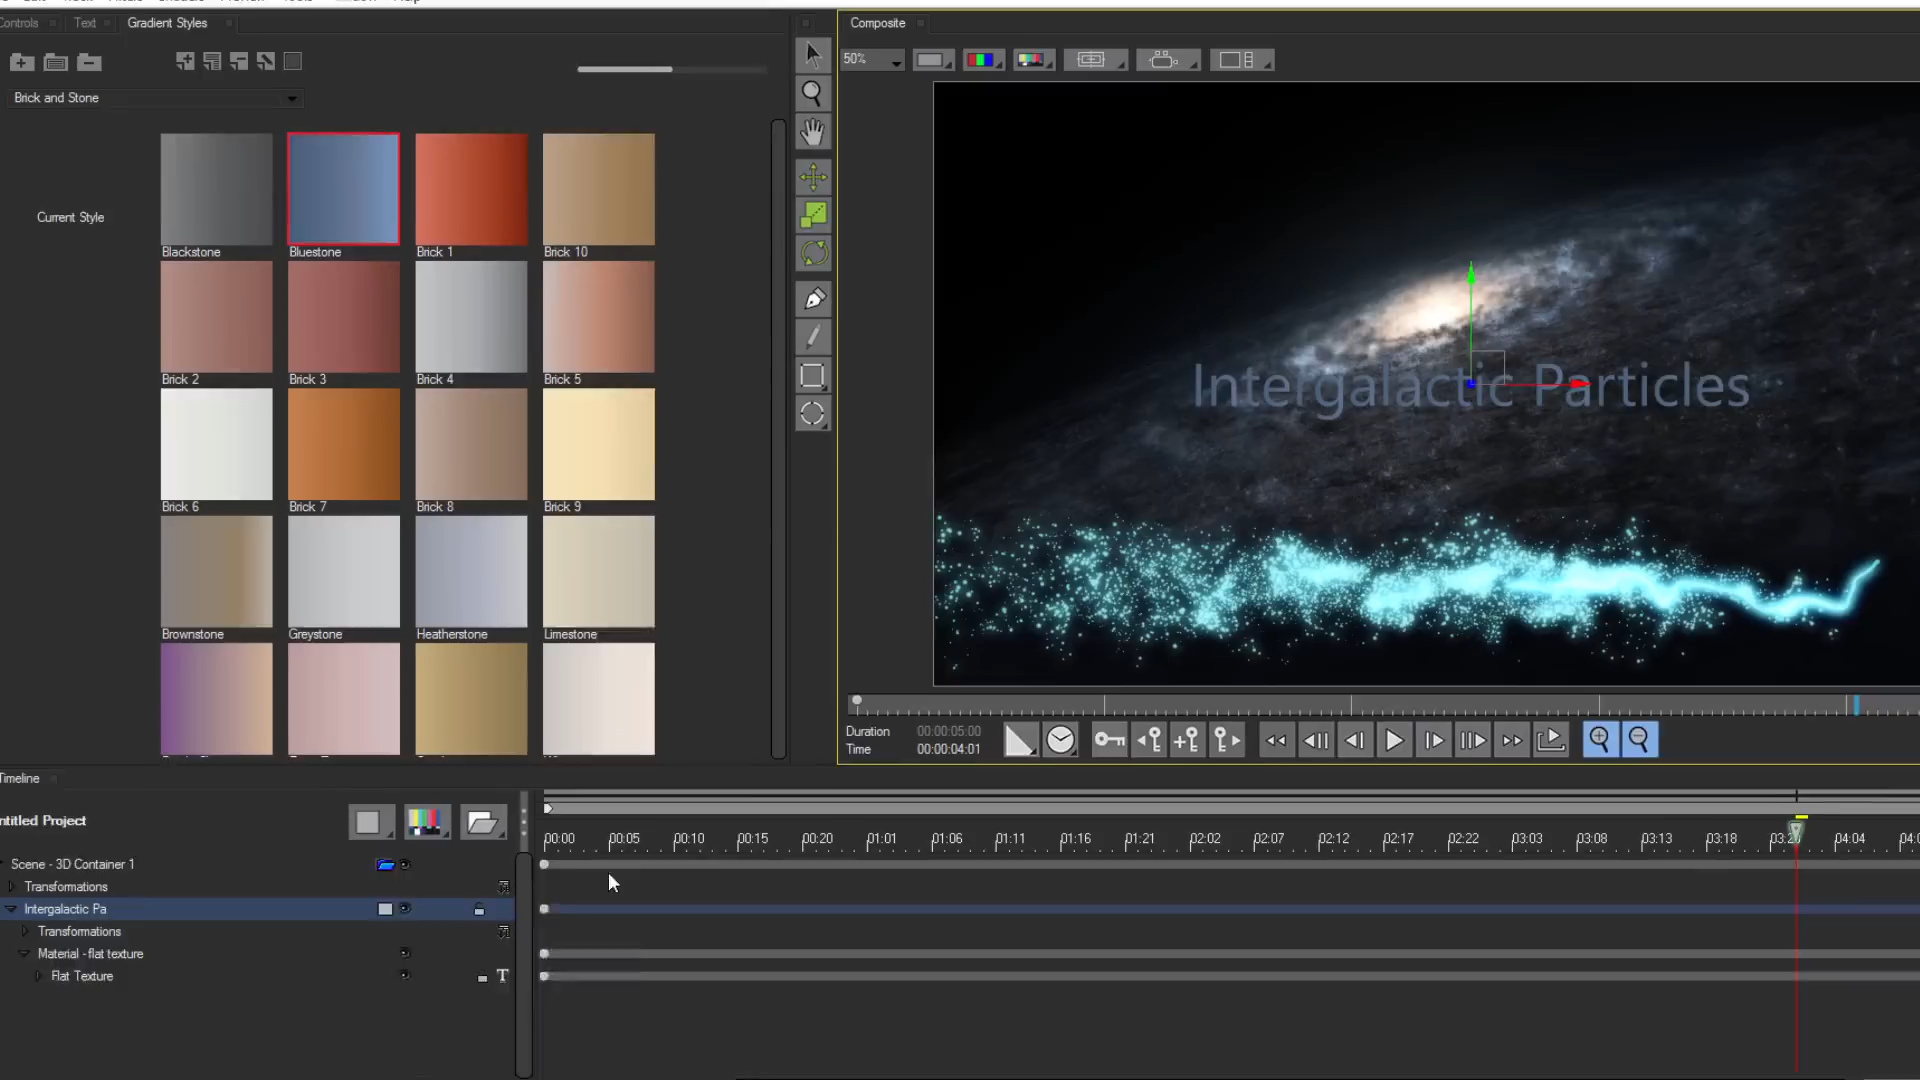 Controls
Text
Gradient Styles
Composite
50%
Brick and Stone
Current Style
Blackstone
Bluestone
Brick 1
Brick 10
Brick 2
Brick 3
Brick 4
Brick 5
Brick 6
Brick 7
Brick 8
Brick 9
Brownstone
Greystone
Heatherstone
Limestone
Intergalactic Particles
Duration 00:00:05:00
Time 00:00:04:01
Timeline
ntitled Project
00:00 00:05 00:10 00:15 00:20 01:01 01:06 01:11 01:16 01:21 02:02 02:07 02:12 02:17 02:22 03:03 03:08 03:13 03:18 03:2 04:04 04:0
Scene - 3D Container 1
Transformations
Intergalactic Pa
Transformations
Material - flat texture
Flat Texture
T